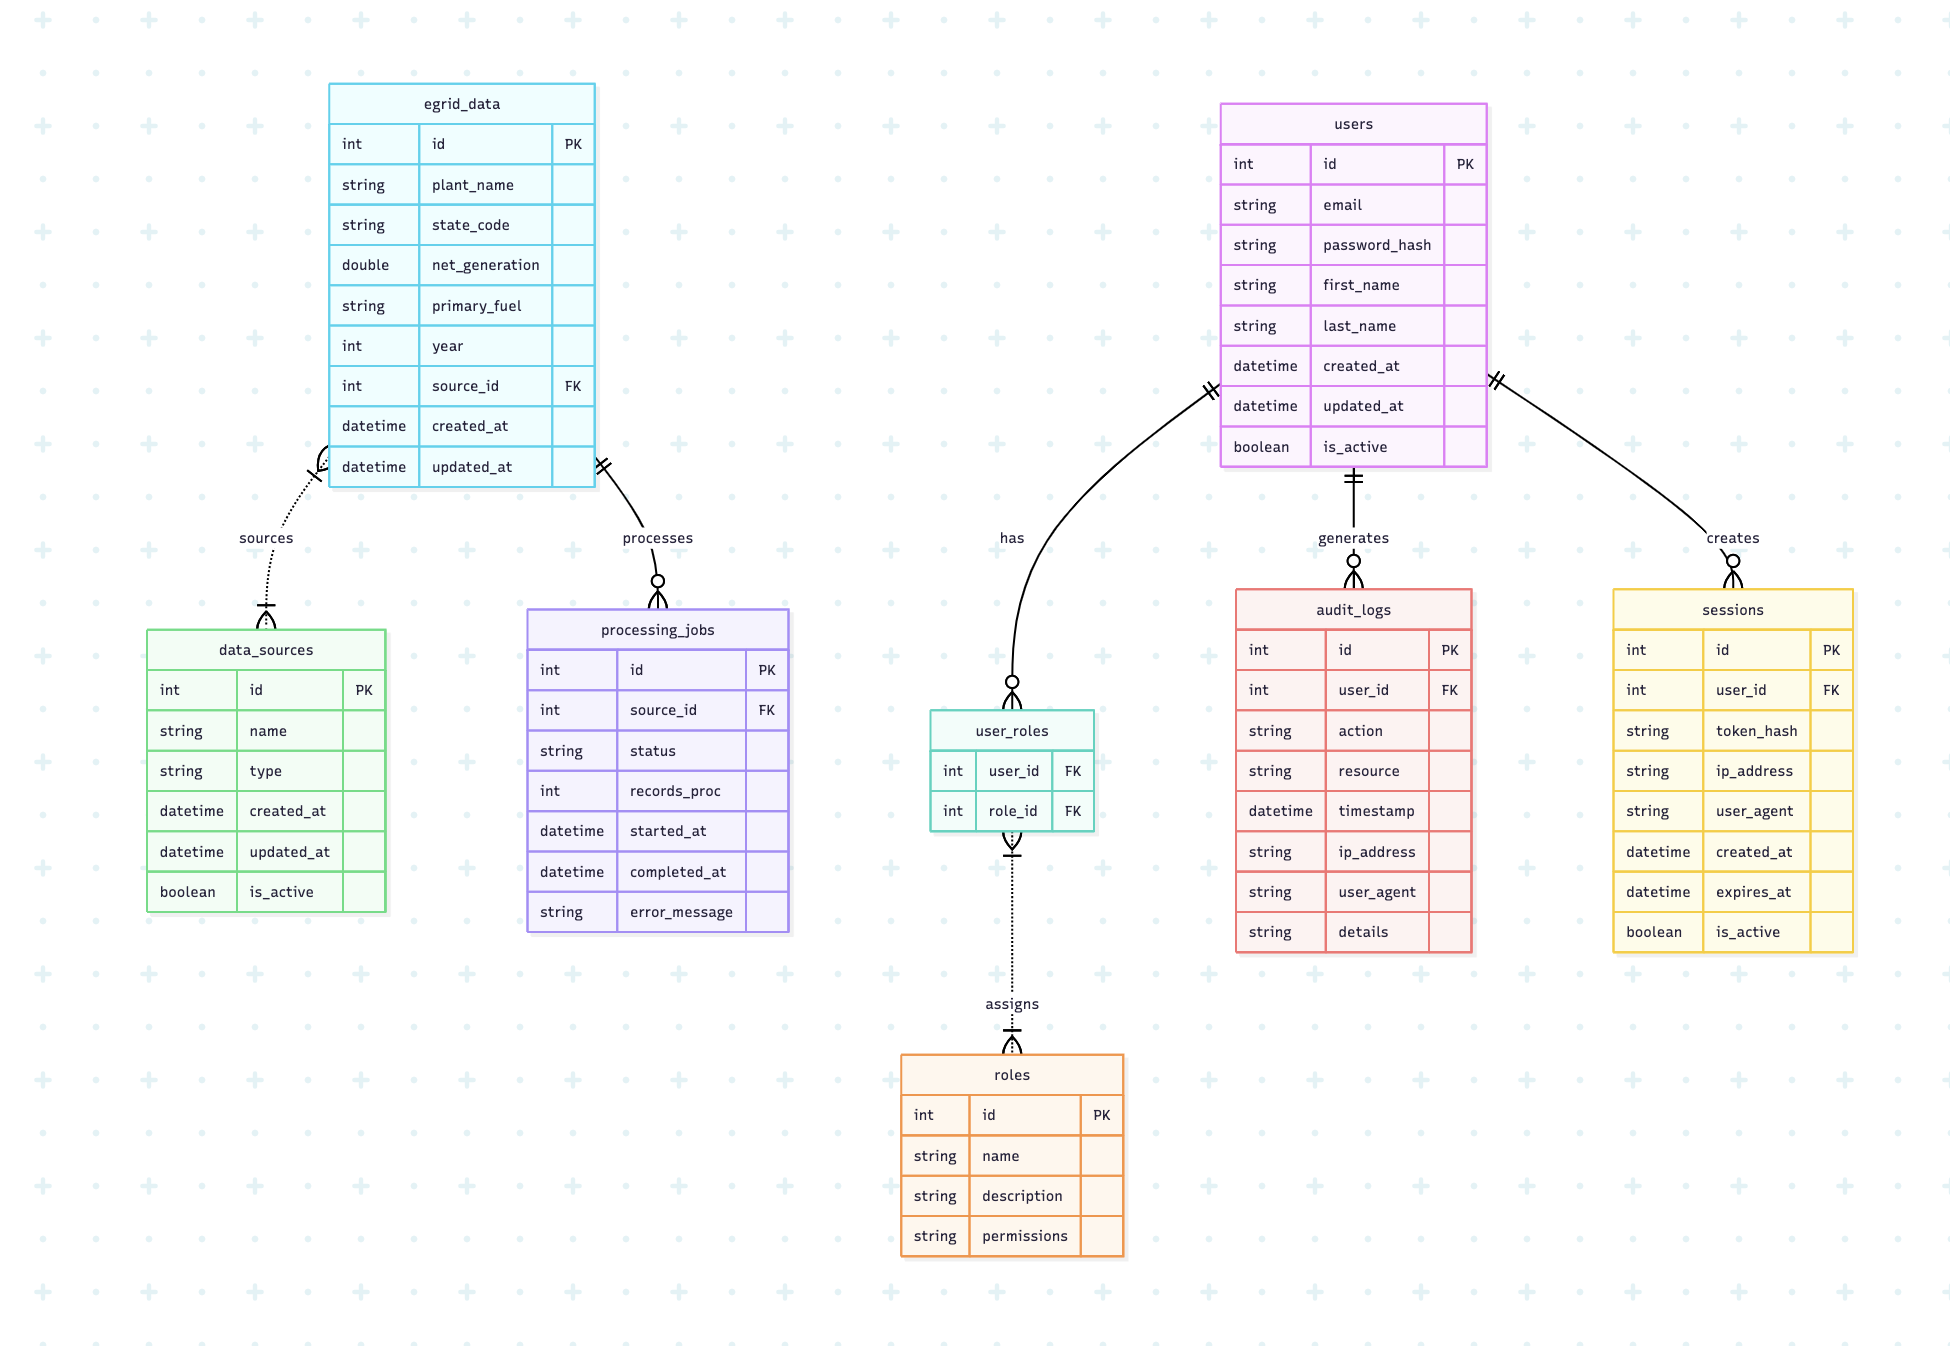 egrid_data
int id PK
string plant_name
string state_code
double net_generation
string primary_fuel
int year
int source_id FK
datetime created_at
datetime updated_at
users
int id PK
string email
string password_hash
string first_name
string last_name
datetime created_at
datetime updated_at
boolean is_active
sources
processes
has
generates
creates
data_sources
int id PK
string name
string type
datetime created_at
datetime updated_at
boolean is_active
processing_jobs
int id PK
int source_id FK
string status
int records_proc
datetime started_at
datetime completed_at
string error_message
user_roles
int user_id FK
int role_id FK
audit_logs
int id PK
int user_id FK
string action
string resource
datetime timestamp
string ip_address
string user_agent
string details
sessions
int id PK
int user_id FK
string token_hash
string ip_address
string user_agent
datetime created_at
datetime expires_at
boolean is_active
assigns
roles
int id PK
string name
string description
string permissions